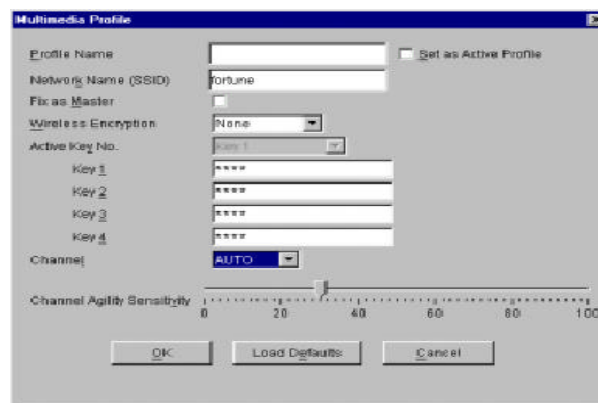 Multimedia Profile
Profile Name
Set as Active Profile
Network Name (SSID) fortune
Fix as Master
Wireless Encryption None
Active Key No. Key 1
Key 1 ****
Key 2 ****
Key 3 ****
Key 4 ****
Channel AUTO
Channel Agility Sensitivity
0 20 40 60 80 100
OK Load Defaults Cancel